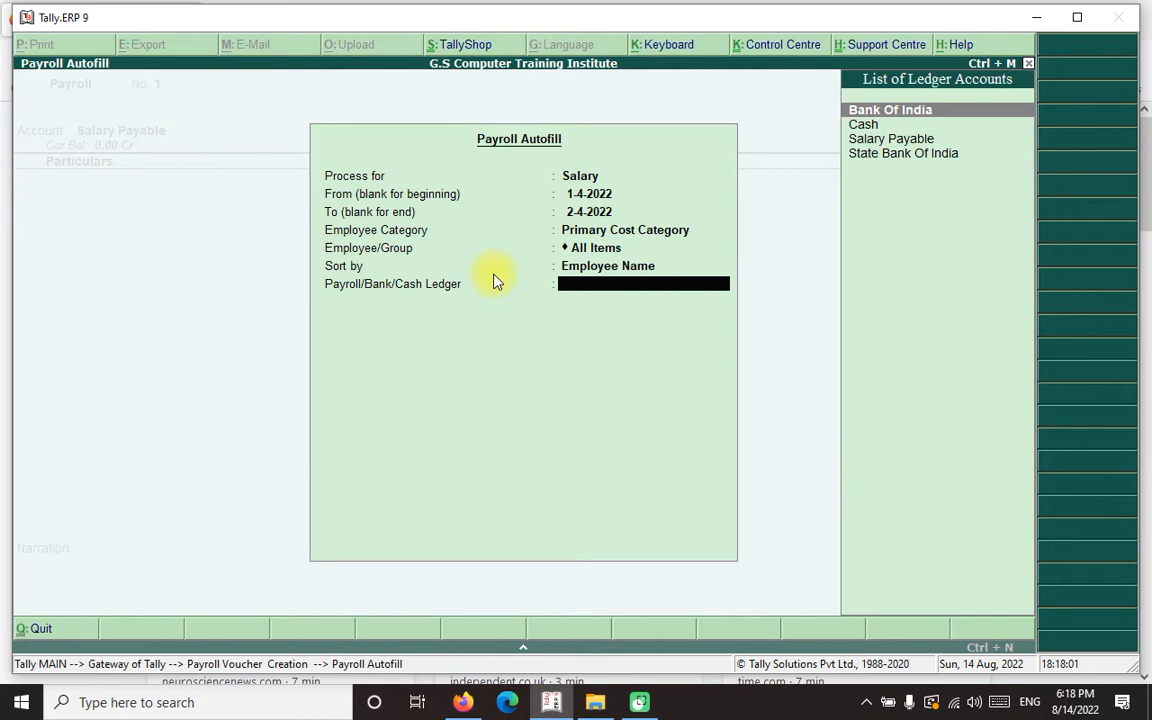 Tally.ERP 9
P: Print E: Export M: E-Mail O: Upload S: TallyShop G: Language K: Keyboard K: Control Centre H: Support Centre H: Help
Payroll Autofill G.S Computer Training Institute Ctrl + M
Payroll No. 1
Account Salary Payable
Cur Bal: 0.00 Cr
Particulars
Payroll Autofill
Process for : Salary
From (blank for beginning) : 1-4-2022
To (blank for end) : 2-4-2022
Employee Category : Primary Cost Category
Employee/Group : ♦ All Items
Sort by : Employee Name
Payroll/Bank/Cash Ledger :
List of Ledger Accounts
Bank Of India
Cash
Salary Payable
State Bank Of India
Narration
Q: Quit
Ctrl + N
Tally MAIN --> Gateway of Tally --> Payroll Voucher Creation --> Payroll Autofill © Tally Solutions Pvt Ltd., 1988-2020 Sun, 14 Aug, 2022 18:18:01
neurosciencenews.com · 7 min independent.co.uk · 3 min time.com · 7 min
Type here to search
ENG
6:18 PM
8/14/2022